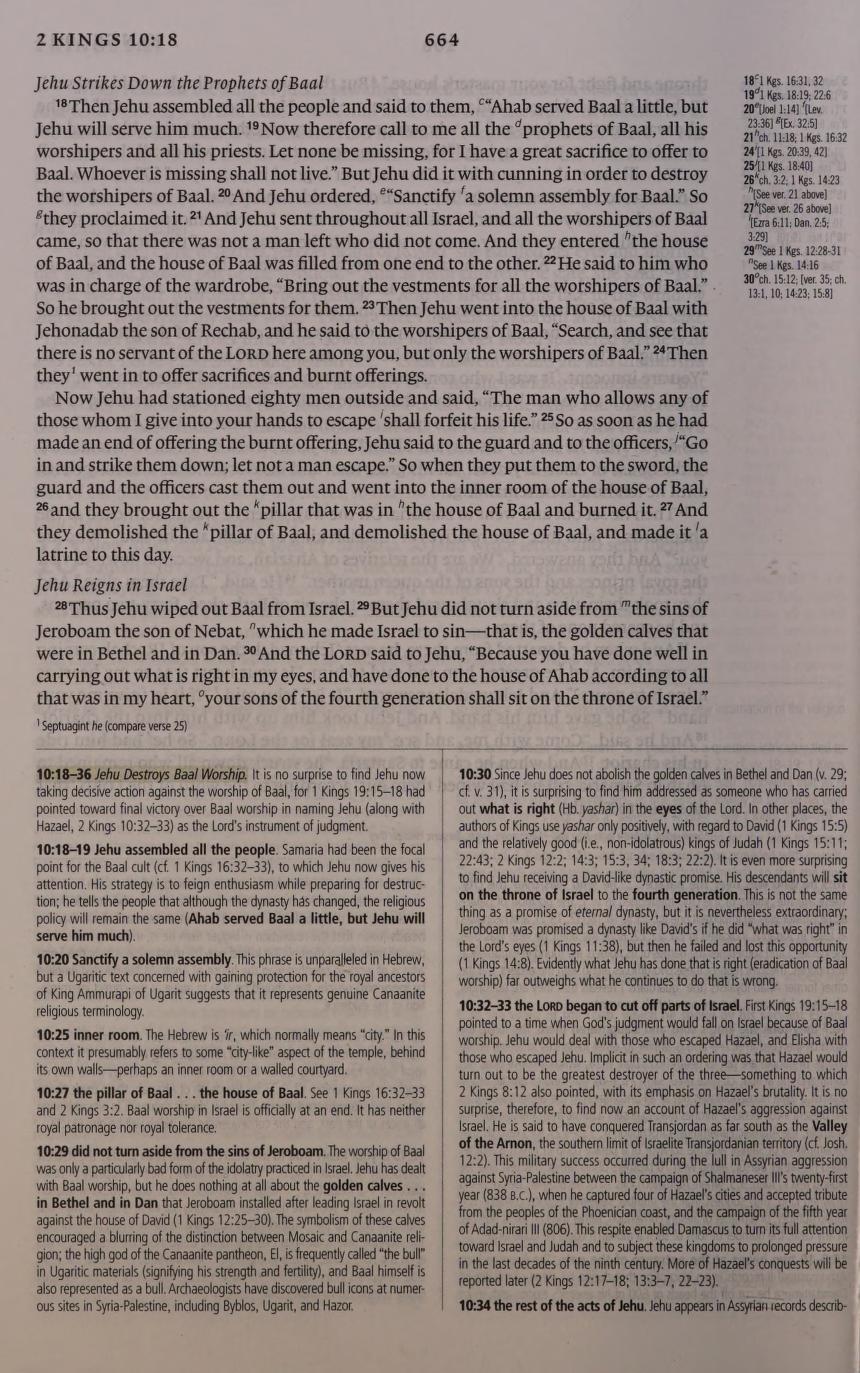 2 KINGS 10:18
664
Jehu Strikes Down the Prophets of Baal
18 Then Jehu assembled all the people and said to them, c“Ahab served Baal a little, but
Jehu will serve him much. 19 Now therefore call to me all the d prophets of Baal, all his
worshipers and all his priests. Let none be missing, for I have a great sacrifice to offer to
Baal. Whoever is missing shall not live.” But Jehu did it with cunning in order to destroy
the worshipers of Baal. 20 And Jehu ordered, e“Sanctify f a solemn assembly for Baal.” So
g they proclaimed it. 21 And Jehu sent throughout all Israel, and all the worshipers of Baal
came, so that there was not a man left who did not come. And they entered h the house
of Baal, and the house of Baal was filled from one end to the other. 22 He said to him who
was in charge of the wardrobe, “Bring out the vestments for all the worshipers of Baal.”
So he brought out the vestments for them. 23 Then Jehu went into the house of Baal with
Jehonadab the son of Rechab, and he said to the worshipers of Baal, “Search, and see that
there is no servant of the LORD here among you, but only the worshipers of Baal.” 24 Then
they1 went in to offer sacrifices and burnt offerings.
Now Jehu had stationed eighty men outside and said, “The man who allows any of
those whom I give into your hands to escape i shall forfeit his life.” 25 So as soon as he had
made an end of offering the burnt offering, Jehu said to the guard and to the officers, j“Go
in and strike them down; let not a man escape.” So when they put them to the sword, the
guard and the officers cast them out and went into the inner room of the house of Baal,
26 and they brought out the k pillar that was in h the house of Baal and burned it. 27 And
they demolished the k pillar of Baal, and demolished the house of Baal, and made it l a
latrine to this day.
Jehu Reigns in Israel
28 Thus Jehu wiped out Baal from Israel. 29 But Jehu did not turn aside from m the sins of
Jeroboam the son of Nebat, n which he made Israel to sin—that is, the golden calves that
were in Bethel and in Dan. 30 And the LORD said to Jehu, “Because you have done well in
carrying out what is right in my eyes, and have done to the house of Ahab according to all
that was in my heart, o your sons of the fourth generation shall sit on the throne of Israel.”
1 Septuagint he (compare verse 25)
18 c 1 Kgs. 16:31, 32
19 d 1 Kgs. 18:19; 22:6
20 e [Joel 1:14] f [Lev.
23:36] g [Ex. 32:5]
21 h ch. 11:18; 1 Kgs. 16:32
24 i [1 Kgs. 20:39, 42]
25 j [1 Kgs. 18:40]
26 k ch. 3:2; 1 Kgs. 14:23
h [See ver. 21 above]
27 k [See ver. 26 above]
l [Ezra 6:11; Dan. 2:5;
3:29]
29 m See 1 Kgs. 12:28-31
n See 1 Kgs. 14:16
30 o ch. 15:12; [ver. 35; ch.
13:1, 10; 14:23; 15:8]
10:18–36 Jehu Destroys Baal Worship. It is no surprise to find Jehu now
taking decisive action against the worship of Baal, for 1 Kings 19:15–18 had
pointed toward final victory over Baal worship in naming Jehu (along with
Hazael, 2 Kings 10:32–33) as the Lord’s instrument of judgment.
10:18–19 Jehu assembled all the people. Samaria had been the focal
point for the Baal cult (cf. 1 Kings 16:32–33), to which Jehu now gives his
attention. His strategy is to feign enthusiasm while preparing for destruc-
tion; he tells the people that although the dynasty has changed, the religious
policy will remain the same (Ahab served Baal a little, but Jehu will
serve him much).
10:20 Sanctify a solemn assembly. This phrase is unparalleled in Hebrew,
but a Ugaritic text concerned with gaining protection for the royal ancestors
of King Ammurapi of Ugarit suggests that it represents genuine Canaanite
religious terminology.
10:25 inner room. The Hebrew is ‘ir, which normally means “city.” In this
context it presumably refers to some “city-like” aspect of the temple, behind
its own walls—perhaps an inner room or a walled courtyard.
10:27 the pillar of Baal . . . the house of Baal. See 1 Kings 16:32–33
and 2 Kings 3:2. Baal worship in Israel is officially at an end. It has neither
royal patronage nor royal tolerance.
10:29 did not turn aside from the sins of Jeroboam. The worship of Baal
was only a particularly bad form of the idolatry practiced in Israel. Jehu has dealt
with Baal worship, but he does nothing at all about the golden calves . . .
in Bethel and in Dan that Jeroboam installed after leading Israel in revolt
against the house of David (1 Kings 12:25–30). The symbolism of these calves
encouraged a blurring of the distinction between Mosaic and Canaanite reli-
gion; the high god of the Canaanite pantheon, El, is frequently called “the bull”
in Ugaritic materials (signifying his strength and fertility), and Baal himself is
also represented as a bull. Archaeologists have discovered bull icons at numer-
ous sites in Syria-Palestine, including Byblos, Ugarit, and Hazor.
10:30 Since Jehu does not abolish the golden calves in Bethel and Dan (v. 29;
cf. v. 31), it is surprising to find him addressed as someone who has carried
out what is right (Hb. yashar) in the eyes of the Lord. In other places, the
authors of Kings use yashar only positively, with regard to David (1 Kings 15:5)
and the relatively good (i.e., non-idolatrous) kings of Judah (1 Kings 15:11;
22:43; 2 Kings 12:2; 14:3; 15:3, 34; 18:3; 22:2). It is even more surprising
to find Jehu receiving a David-like dynastic promise. His descendants will sit
on the throne of Israel to the fourth generation. This is not the same
thing as a promise of eternal dynasty, but it is nevertheless extraordinary;
Jeroboam was promised a dynasty like David’s if he did “what was right” in
the Lord’s eyes (1 Kings 11:38), but then he failed and lost this opportunity
(1 Kings 14:8). Evidently what Jehu has done that is right (eradication of Baal
worship) far outweighs what he continues to do that is wrong.
10:32–33 the LORD began to cut off parts of Israel. First Kings 19:15–18
pointed to a time when God’s judgment would fall on Israel because of Baal
worship. Jehu would deal with those who escaped Hazael, and Elisha with
those who escaped Jehu. Implicit in such an ordering was that Hazael would
turn out to be the greatest destroyer of the three—something to which
2 Kings 8:12 also pointed, with its emphasis on Hazael’s brutality. It is no
surprise, therefore, to find now an account of Hazael’s aggression against
Israel. He is said to have conquered Transjordan as far south as the Valley
of the Arnon, the southern limit of Israelite Transjordanian territory (cf. Josh.
12:2). This military success occurred during the lull in Assyrian aggression
against Syria-Palestine between the campaign of Shalmaneser III’s twenty-first
year (838 B.C.), when he captured four of Hazael’s cities and accepted tribute
from the peoples of the Phoenician coast, and the campaign of the fifth year
of Adad-nirari III (806). This respite enabled Damascus to turn its full attention
toward Israel and Judah and to subject these kingdoms to prolonged pressure
in the last decades of the ninth century. More of Hazael’s conquests will be
reported later (2 Kings 12:17–18; 13:3–7, 22–23).
10:34 the rest of the acts of Jehu. Jehu appears in Assyrian records describ-